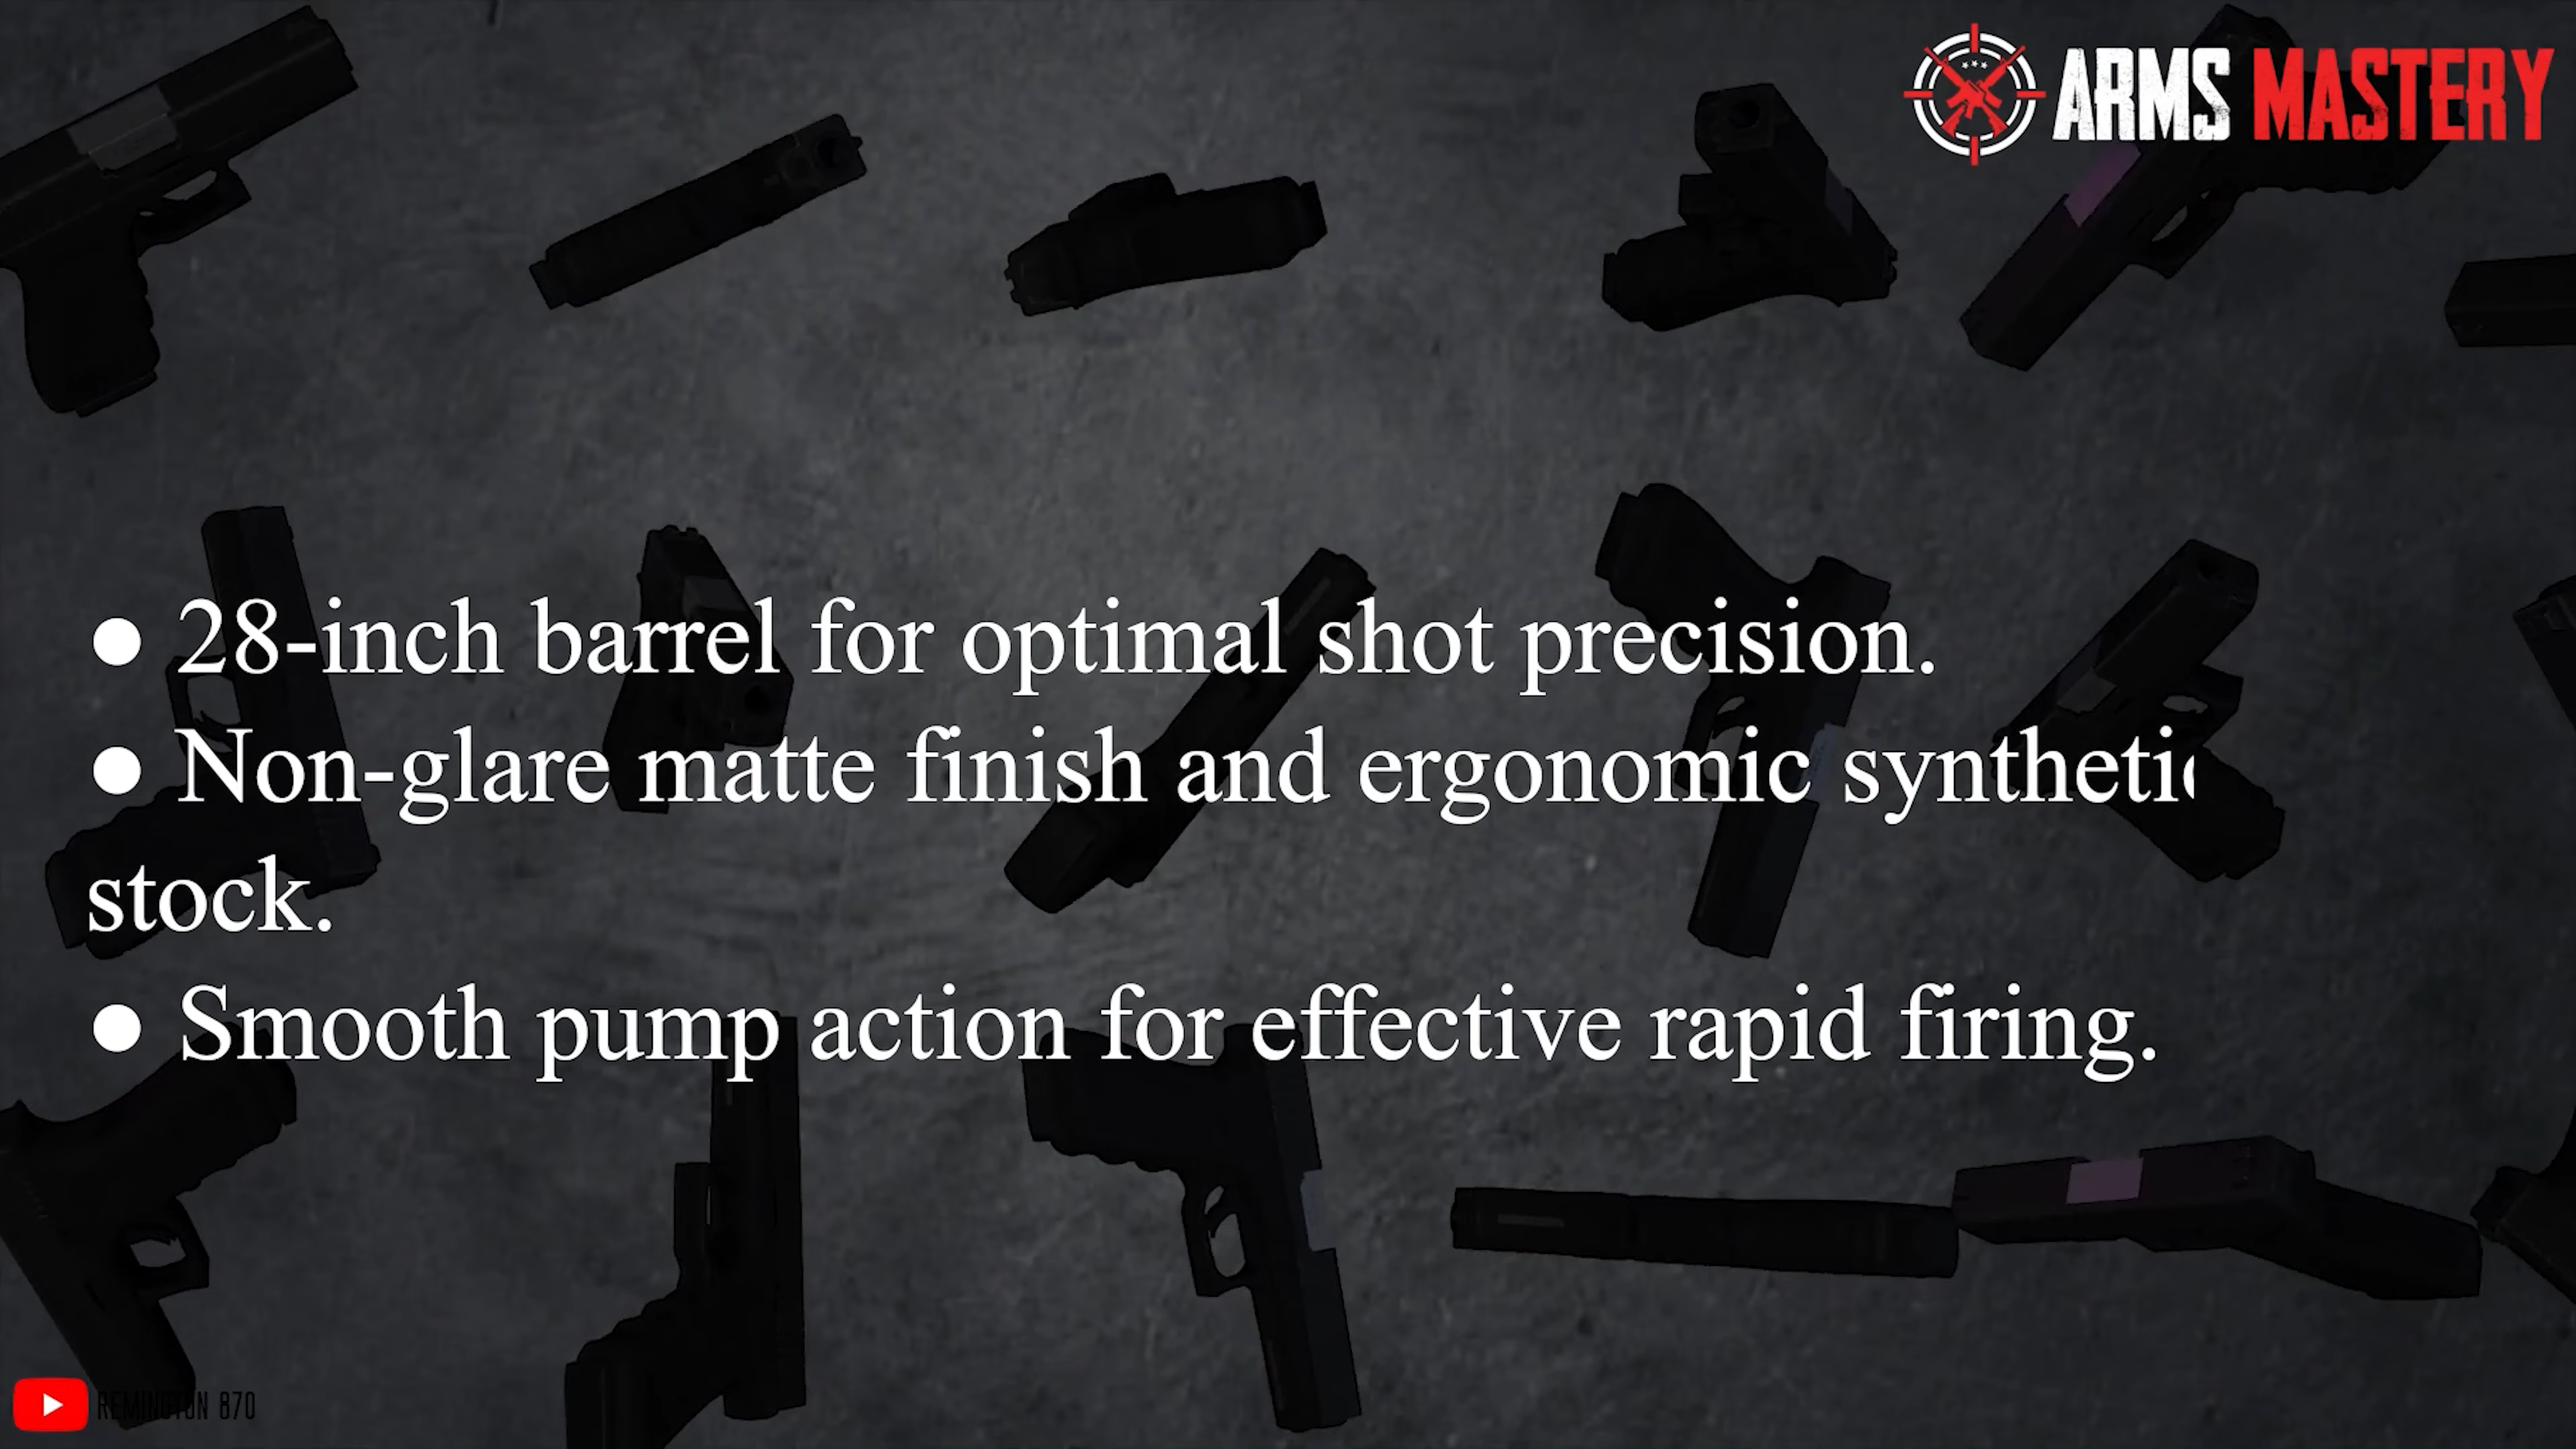 ARMS MASTERY
● 28-inch barrel for optimal shot precision.
● Non-glare matte finish and ergonomic synthetic
stock.
● Smooth pump action for effective rapid firing.
REMINGTON 870